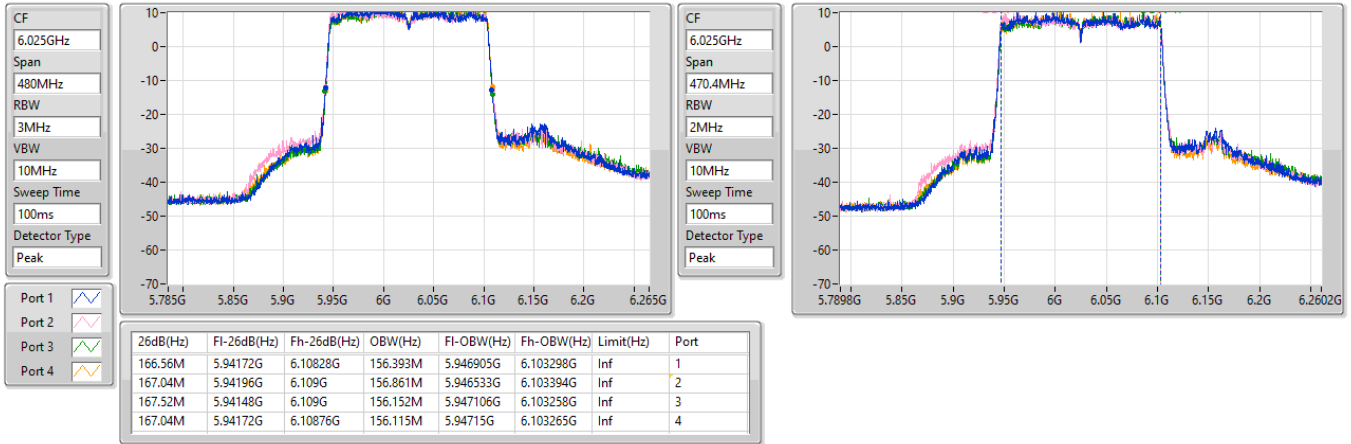 CF
6.025GHz
Span
480MHz
RBW
3MHz
VBW
10MHz
Sweep Time
100ms
Detector Type
Peak
10
0
-10
-20
-30
-40
-50
-60
-70
5.785G 5.85G 5.9G 5.95G 6G 6.05G 6.1G 6.15G 6.2G 6.265G
CF
6.025GHz
Span
470.4MHz
RBW
2MHz
VBW
10MHz
Sweep Time
100ms
Detector Type
Peak
10
0
-10
-20
-30
-40
-50
-60
-70
5.7898G 5.85G 5.9G 5.95G 6G 6.05G 6.1G 6.15G 6.2G 6.2602G
Port 1
Port 2
Port 3
Port 4
26dB(Hz) Fl-26dB(Hz) Fh-26dB(Hz) OBW(Hz) Fl-OBW(Hz) Fh-OBW(Hz) Limit(Hz) Port
166.56M 5.94172G 6.10828G 156.393M 5.946905G 6.103298G Inf 1
167.04M 5.94196G 6.109G 156.861M 5.946533G 6.103394G Inf 2
167.52M 5.94148G 6.109G 156.152M 5.947106G 6.103258G Inf 3
167.04M 5.94172G 6.10876G 156.115M 5.94715G 6.103265G Inf 4